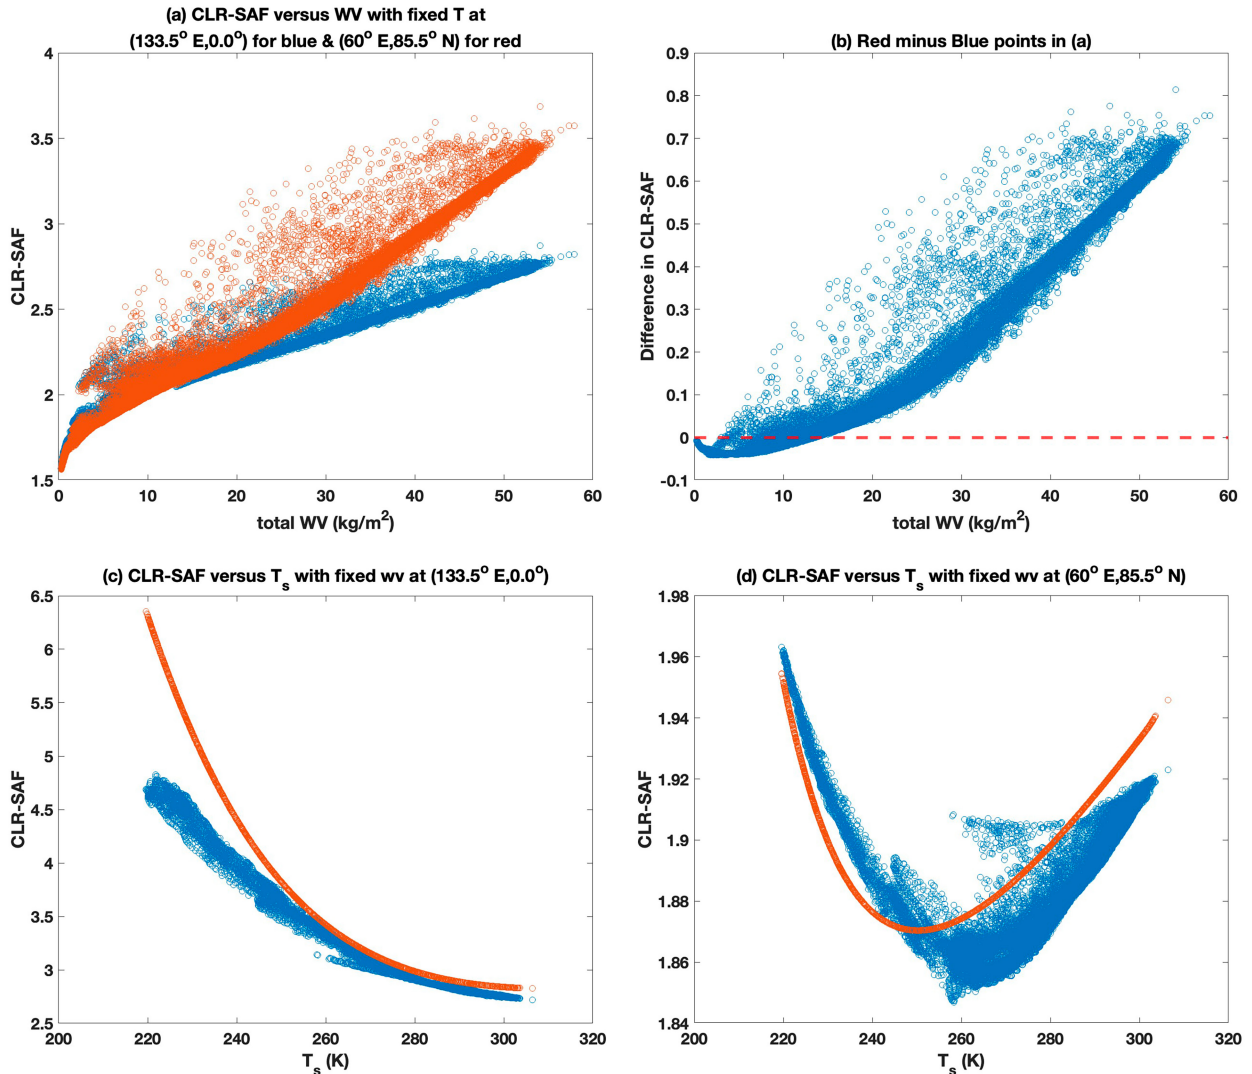 (a) CLR-SAF versus WV with fixed T at
(133.5° E,0.0°) for blue & (60° E,85.5° N) for red
4
3.5
3
2.5
2
1.5
CLR-SAF
0 10 20 30 40 50 60
total WV (kg/m²)
(b) Red minus Blue points in (a)
0.9
0.8
0.7
0.6
0.5
0.4
0.3
0.2
0.1
0
-0.1
Difference in CLR-SAF
0 10 20 30 40 50 60
total WV (kg/m²)
(c) CLR-SAF versus Tₛ with fixed wv at (133.5° E,0.0°)
6.5
6
5.5
5
4.5
4
3.5
3
2.5
CLR-SAF
200 220 240 260 280 300 320
Tₛ (K)
(d) CLR-SAF versus Tₛ with fixed wv at (60° E,85.5° N)
1.98
1.96
1.94
1.92
1.9
1.88
1.86
1.84
CLR-SAF
200 220 240 260 280 300 320
Tₛ (K)